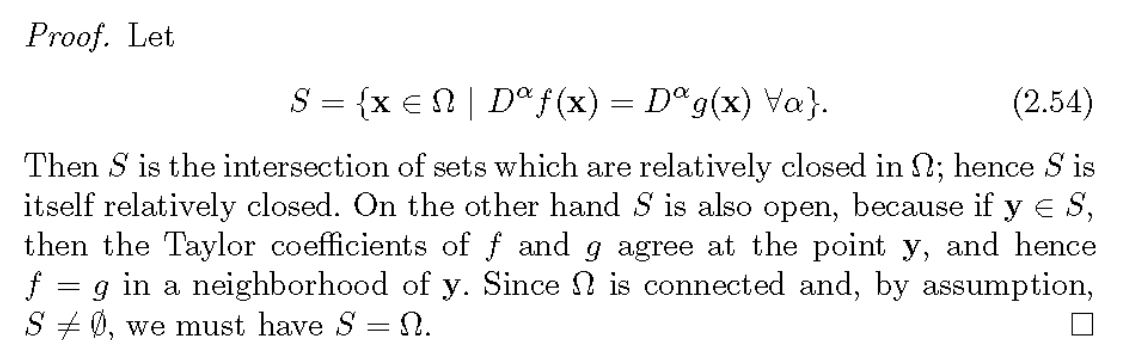 Proof. Let
S = {x ∈ Ω | D^α f(x) = D^α g(x) ∀α}. (2.54)
Then S is the intersection of sets which are relatively closed in Ω; hence S is
itself relatively closed. On the other hand S is also open, because if y ∈ S,
then the Taylor coefficients of f and g agree at the point y, and hence
f = g in a neighborhood of y. Since Ω is connected and, by assumption,
S ≠ ∅, we must have S = Ω. □